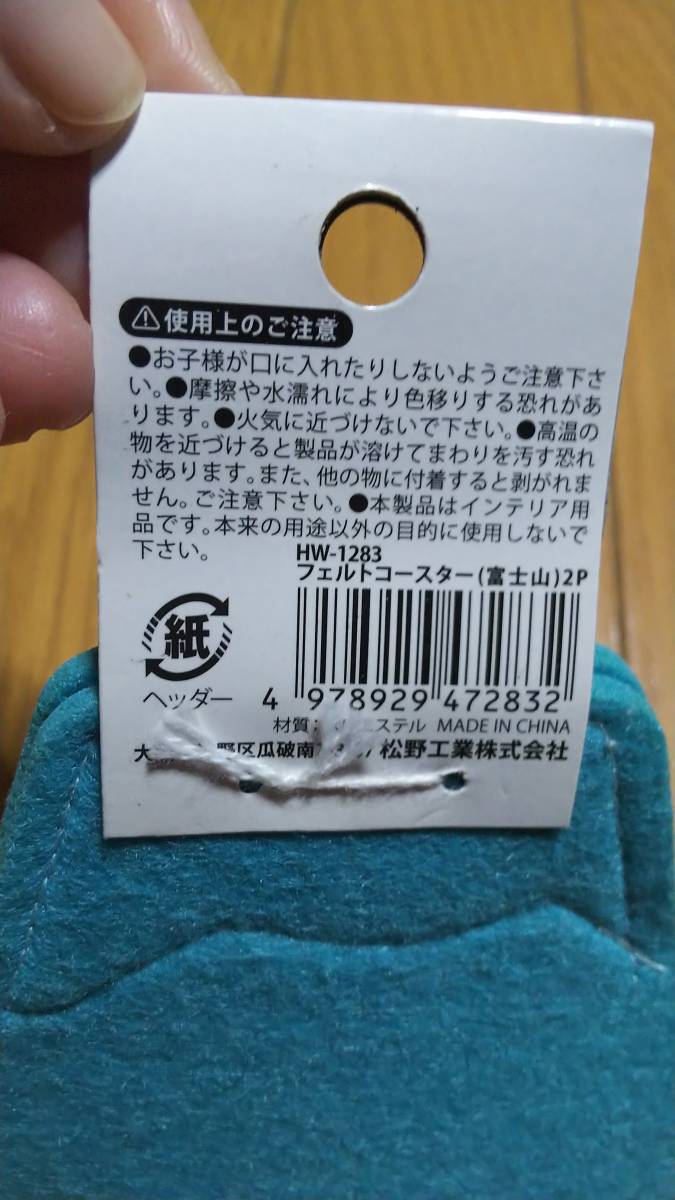 使用上のご注意
●お子様が口に入れたりしないようご注意下さ
い。●摩擦や水濡れにより色移りする恐れがあ
ります。●火気に近づけないで下さい。●高温の
物を近づけると製品が溶けてまわりを汚す恐れ
があります。また、他の物に付着すると剥がれま
せん。ご注意下さい。●本製品はインテリア用
品です。本来の用途以外の目的に使用しないで
下さい。
HW-1283
フェルトコースター(富士山)2P
紙
ヘッダー
4 978929 472832
材質: エステル MADE IN CHINA
大 野区瓜破南 松野工業株式会社